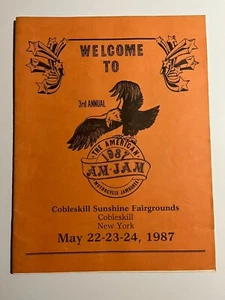 WELCOME
TO
3rd ANNUAL
THE AMERICAN
1987
AM-JAM
MOTORCYCLE JAMBOREE
Cobleskill Sunshine Fairgrounds
Cobleskill
New York
May 22-23-24, 1987